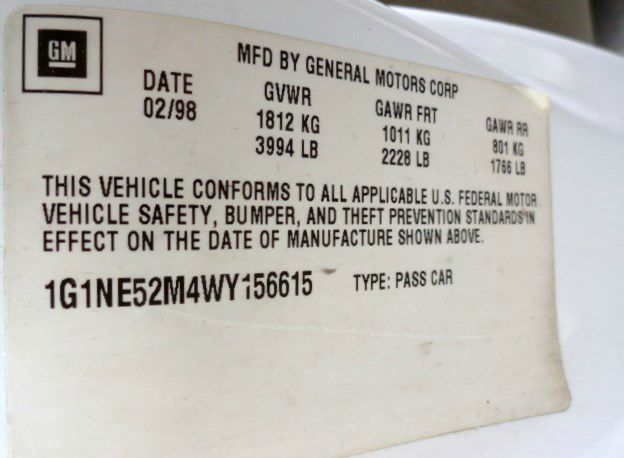 GM
MFD BY GENERAL MOTORS CORP
DATE GVWR GAWR FRT GAWR RR
02/98 1812 KG 1011 KG 801 KG
3994 LB 2228 LB 1766 LB
THIS VEHICLE CONFORMS TO ALL APPLICABLE U.S. FEDERAL MOTOR
VEHICLE SAFETY, BUMPER, AND THEFT PREVENTION STANDARDS IN
EFFECT ON THE DATE OF MANUFACTURE SHOWN ABOVE.
1G1NE52M4WY156615 TYPE: PASS CAR